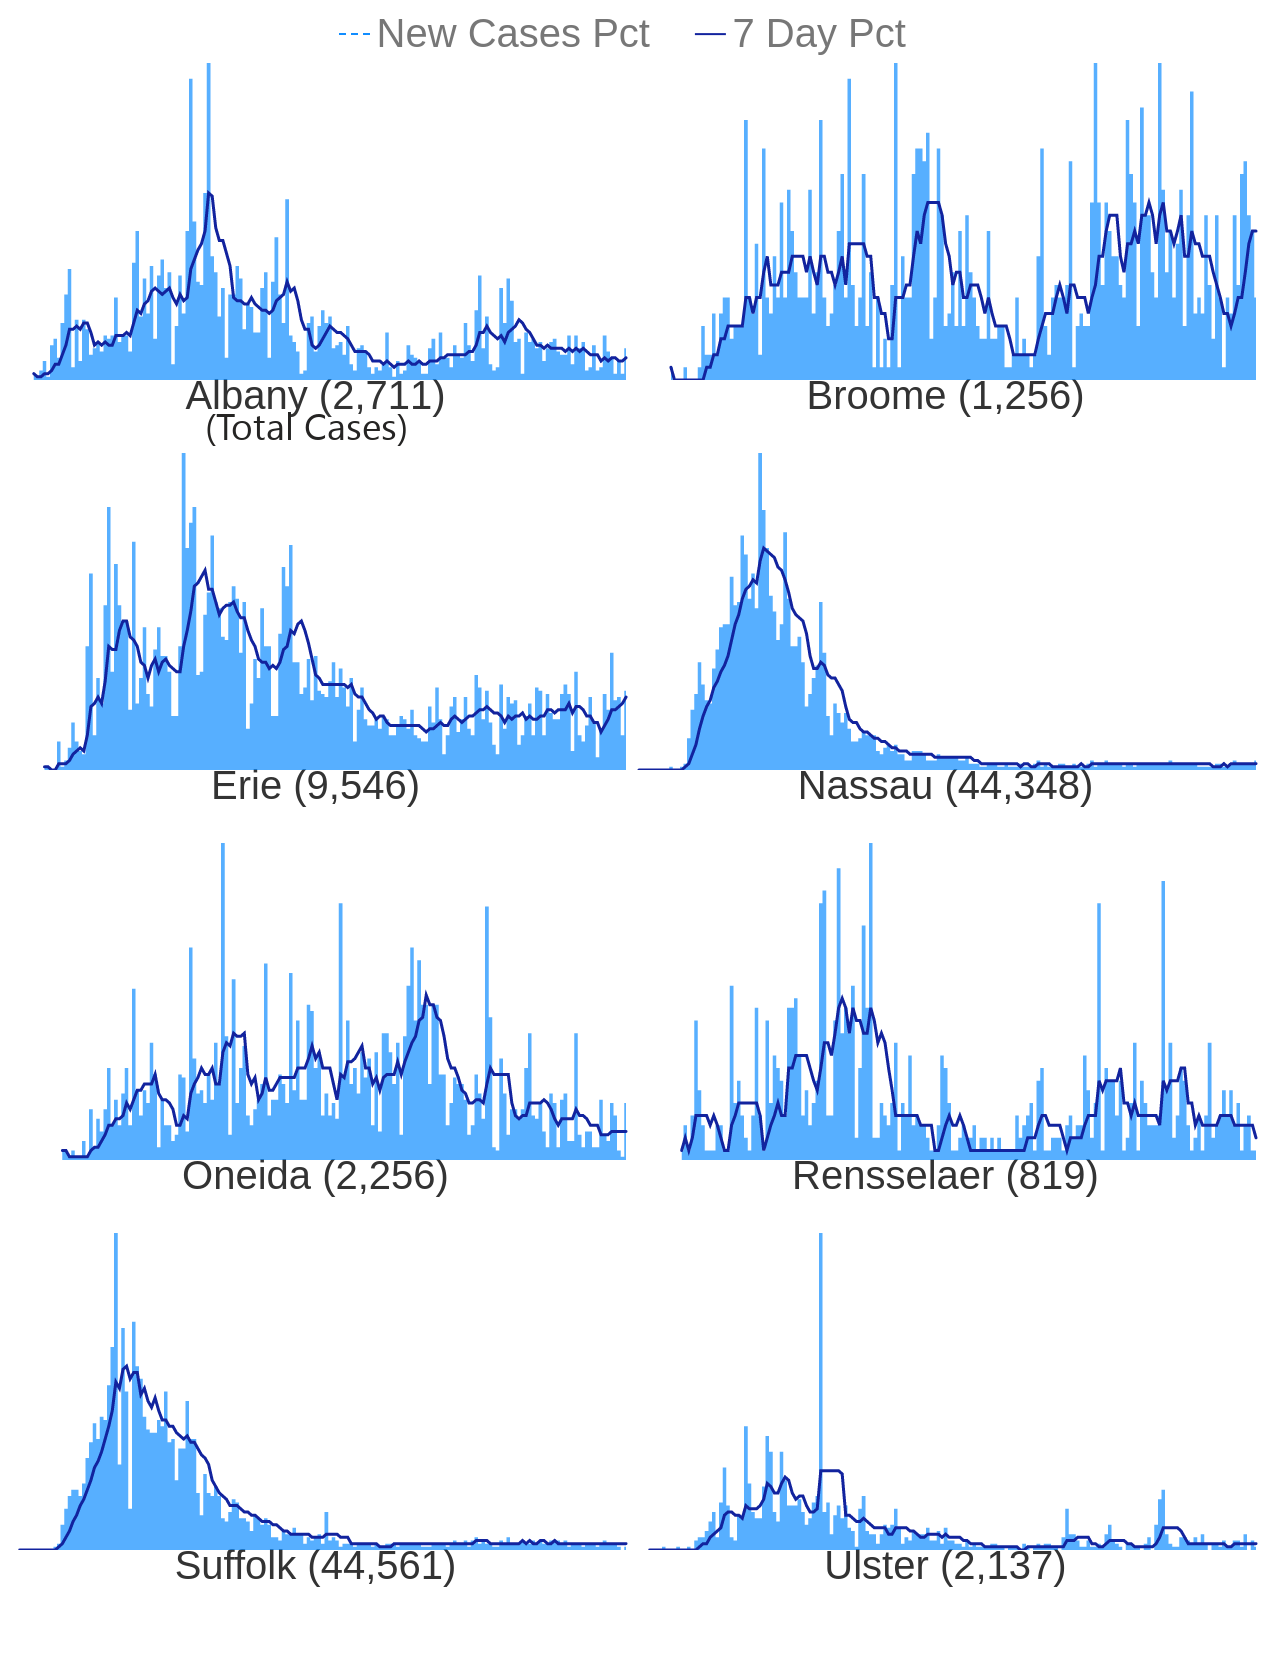 New Cases Pct 7 Day Pct
Albany (2,711) Broome (1,256)
(Total Cases)
Erie (9,546) Nassau (44,348)
Oneida (2,256) Rensselaer (819)
Suffolk (44,561) Ulster (2,137)